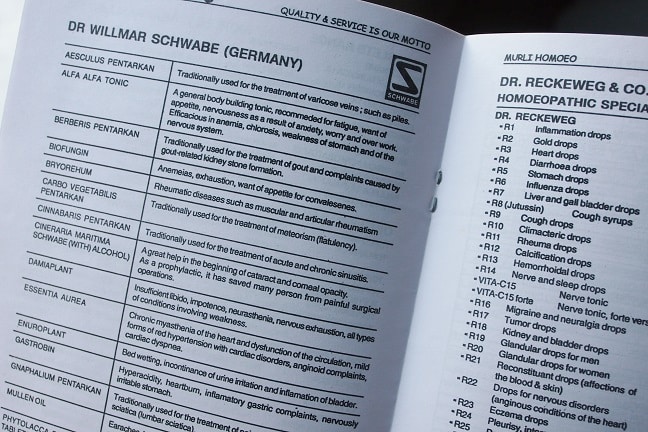 QUALITY & SERVICE IS OUR MOTTO
DR WILLMAR SCHWABE (GERMANY)
SCHWABE
AESCULUS PENTARKAN
Traditionally used for the treatment of varicose veins ; such as piles.
ALFA ALFA TONIC
A general body building tonic, recommeded for fatigue, want of
appetite, nervousness as a result of anxiety, worry and over work.
Efficacious in anemia, chlorosis, weakness of stomach and of the
nervous system.
BERBERIS PENTARKAN
Traditionally used for the treatment of gout and complaints caused by
gout-related kidney stone formation.
BIOFUNGIN
Anemeias, exhaustion, want of appetite for convalesenes.
BRYORHEUM
Rheumatic diseases such as muscular and articular rheumatism
CARBO VEGETABILIS
PENTARKAN
Traditionally used for the treatment of meteorism (flatulency).
CINNABARIS PENTARKAN
Traditionally used for the treatment of acute and chronic sinusitis.
CINERARIA MARITIMA
SCHWABE (WITH ALCOHOL)
A great help in the beginning of cataract and corneal opacity.
As a prophylactic, it has saved many person from painful surgical
operations.
DAMIAPLANT
Insufficient libido, impotence, neurasthenia, nervous exhaustion, all types
of conditions involving weakness.
ESSENTIA AUREA
Chronic myasthenia of the heart and dysfunction of the circulation, mild
forms of red hypertension with cardiac disorders, anginoid complaints,
cardiac dyspnea.
ENUROPLANT
Bed wetting, incontinance of urine irritation and inflamation of bladder.
GASTROBIN
Hyperacidity, heartburn, inflamatory gastric complaints, nervously
irritable stomach.
GNAPHALIUM PENTARKAN
Traditionally used for the treatment of
sciatica (lumbar sciatica)
MULLEN OIL
PHYTOLACCA
TABLET
MURLI HOMOEO
DR. RECKEWEG & CO.
HOMOEOPATHIC SPECIA
DR. RECKEWEG
• R1 Inflammation drops
• R2 Gold drops
• R3 Heart drops
• R4 Diarrhoea drops
• R5 Stomach drops
• R6 Influenza drops
• R7 Liver and gall bladder drops
• R8 (Jutussin) Cough syrups
• R9 Cough drops
• R10 Climacteric drops
• R11 Rheuma drops
• R12 Calcification drops
• R13 Hemorrhoidal drops
• R14 Nerve and sleep drops
• VITA-C15 Nerve tonic
• VITA-C15 forte Nerve tonic, forte vers
• R16 Migraine and neuralgia drops
• R17 Tumor drops
• R18 Kidney and bladder drops
• R19 Glandular drops for men
• R20 Glandular drops for women
• R21 Reconstituant drops (affections of
the blood & skin)
• R22 Drops for nervous disorders
• R23 (anginous conditions of the heart)
• R24 Eczema drops
• R25 Pleurisy,